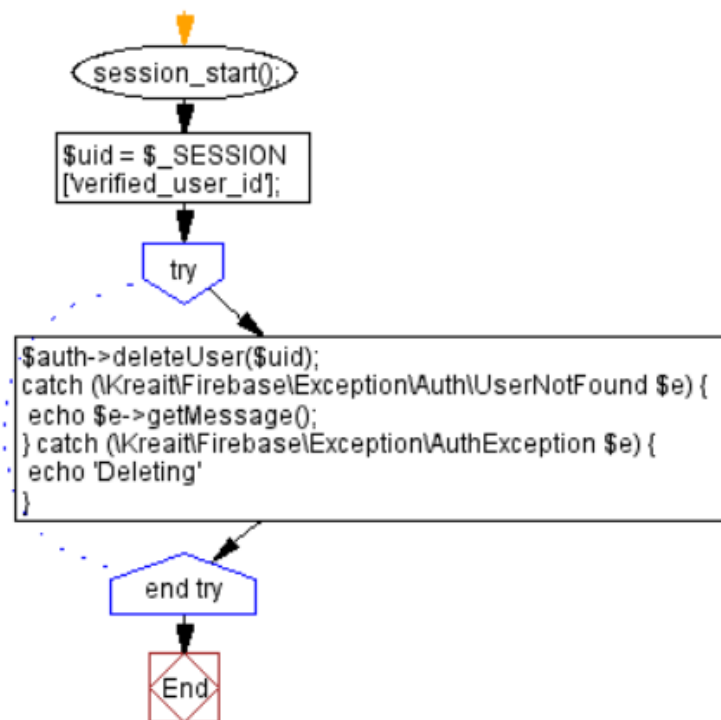 session_start();
$uid = $_SESSION
['verified_user_id'];
try
$auth->deleteUser($uid);
catch (\Kreait\Firebase\Exception\Auth\UserNotFound $e) {
echo $e->getMessage();
} catch (\Kreait\Firebase\Exception\AuthException $e) {
echo 'Deleting'
}
end try
End